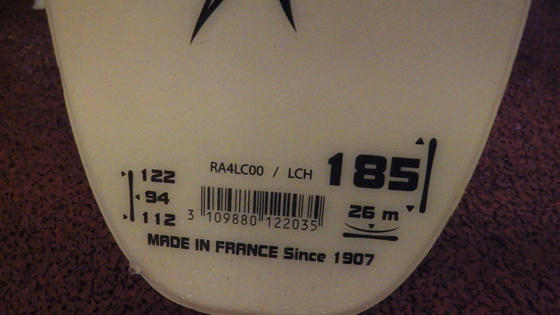 RA4LC00 / LCH
185
122
94
112
3 109880 122035
26 m
MADE IN FRANCE Since 1907